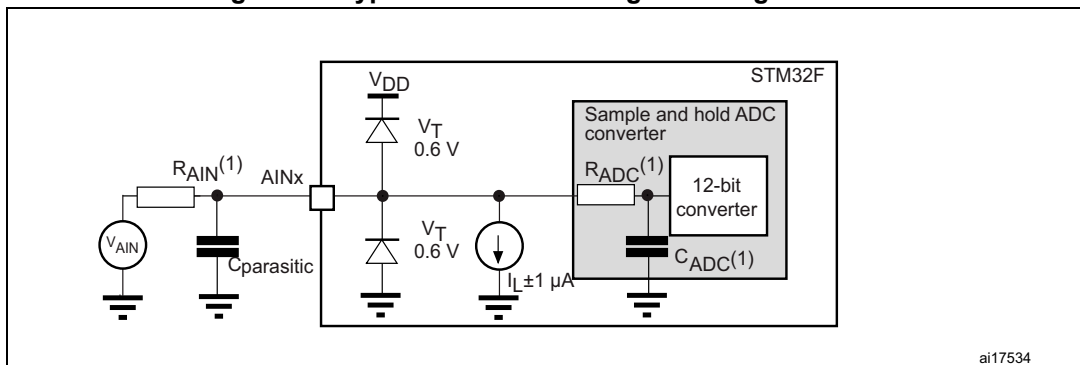 STM32F
VDD
VT
0.6 V
Sample and hold ADC
converter
RAIN(1)
AINx
RADC(1)
12-bit
converter
VAIN
Cparasitic
VT
0.6 V
IL±1 µA
CADC(1)
ai17534